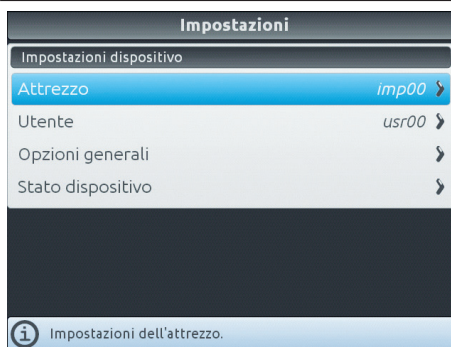 Impostazioni
Impostazioni dispositivo
Attrezzo imp00
Utente usr00
Opzioni generali
Stato dispositivo
Impostazioni dell'attrezzo.